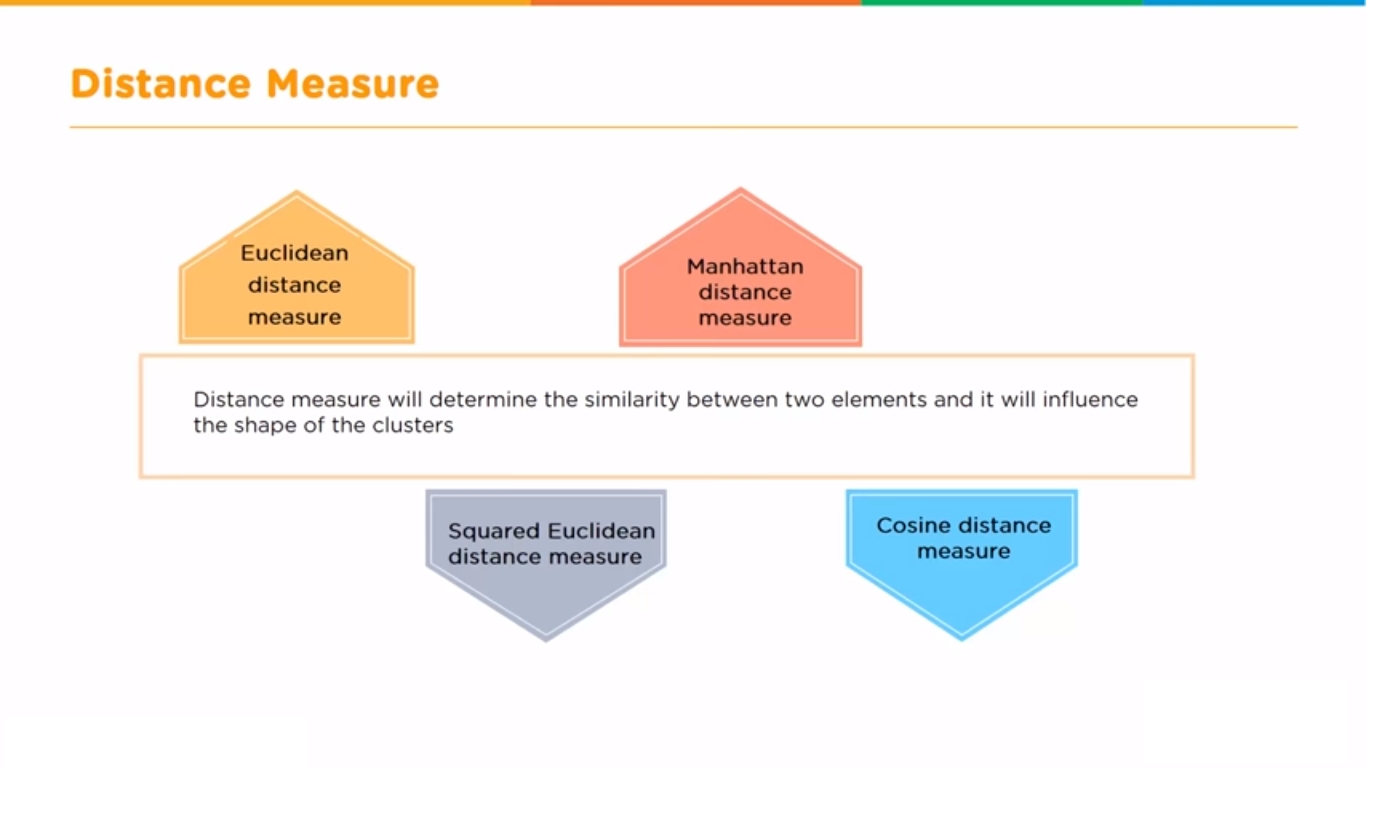 Distance Measure
Euclidean
distance
measure
Manhattan
distance
measure
Distance measure will determine the similarity between two elements and it will influence
the shape of the clusters
Squared Euclidean
distance measure
Cosine distance
measure